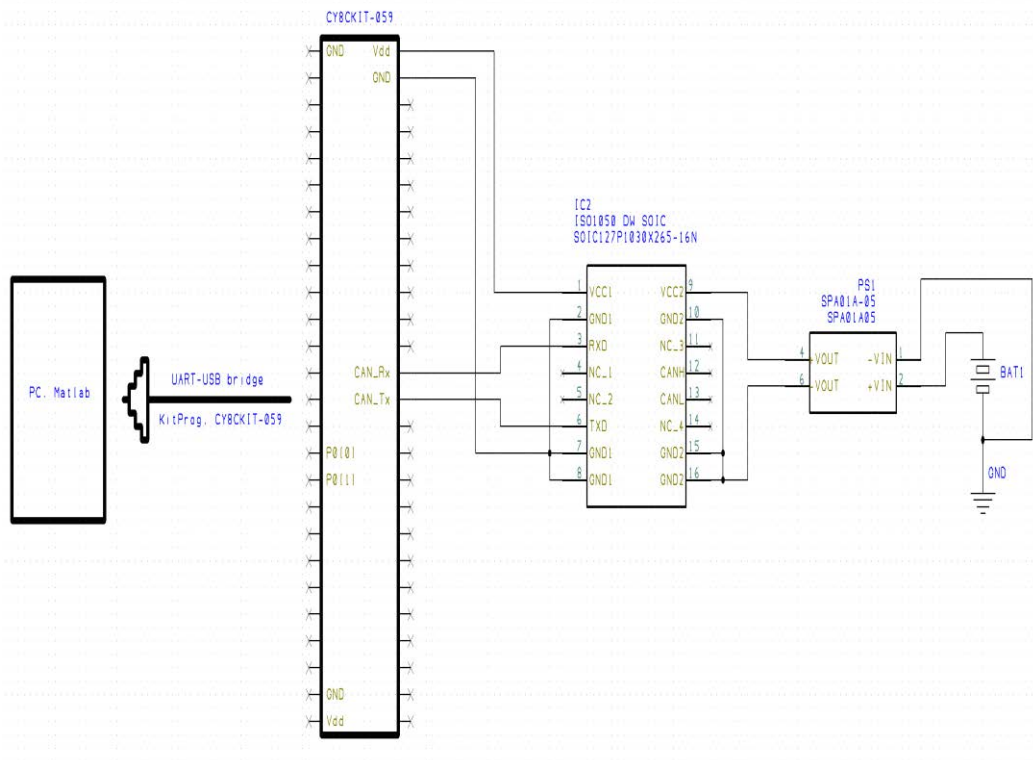 CY8CKIT-059
GND Vdd
GND
CAN_Rx
CAN_Tx
P0[0]
P0[1]
GND
Vdd
PC. Matlab
UART-USB bridge
KitProg. CY8CKIT-059
IC2
ISO1050 DW SOIC
SOIC127P1030X265-16N
1 VCC1 VCC2 9
2 GND1 GND2 10
3 RXD NC_3 11
4 NC_1 CANH 12
5 NC_2 CANL 13
6 TXD NC_4 14
7 GND1 GND2 15
8 GND1 GND2 16
PS1
SPA01A-05
SPA01A05
4 +VOUT -VIN 1
6 -VOUT +VIN 2
BAT1
GND